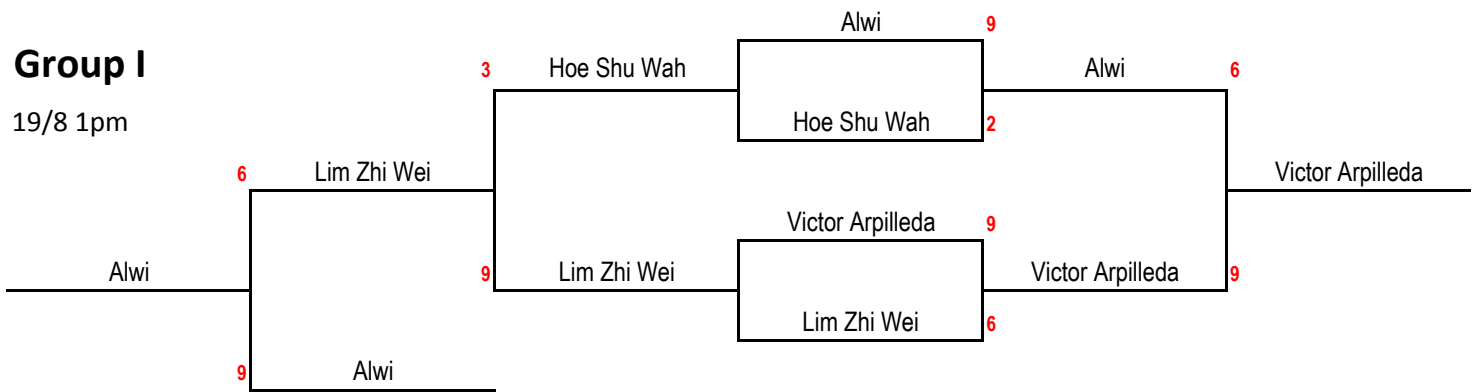 Alwi 9
Group I
3 Hoe Shu Wah Alwi 6
19/8 1pm
Hoe Shu Wah 2
6 Lim Zhi Wei Victor Arpilleda
Victor Arpilleda 9
Alwi 9 Lim Zhi Wei Victor Arpilleda 9
Lim Zhi Wei 6
9 Alwi